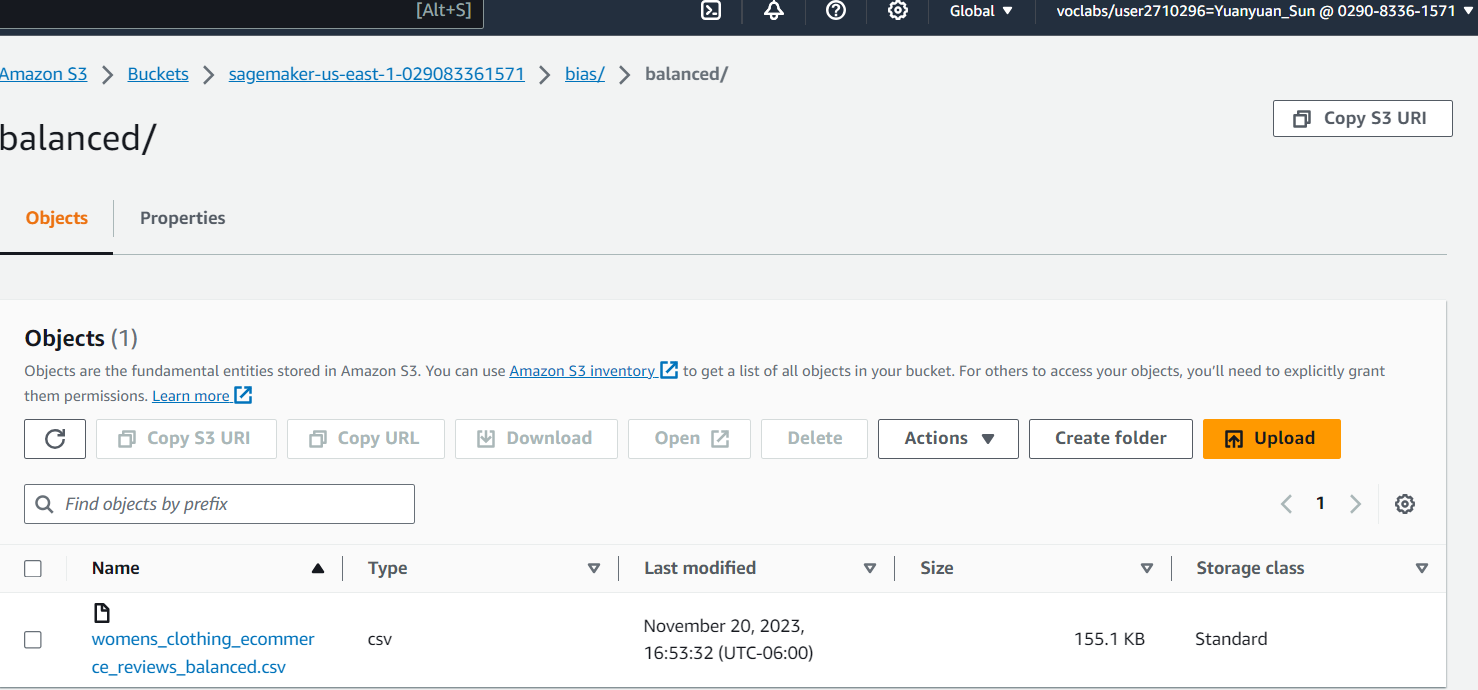 [Alt+S]
Global
voclabs/user2710296=Yuanyuan_Sun @ 0290-8336-1571
Amazon S3 > Buckets > sagemaker-us-east-1-029083361571 > bias/ > balanced/
Copy S3 URI
balanced/
Objects
Properties
Objects (1)
Objects are the fundamental entities stored in Amazon S3. You can use Amazon S3 inventory to get a list of all objects in your bucket. For others to access your objects, you'll need to explicitly grant
them permissions. Learn more
Copy S3 URI
Copy URL
Download
Open
Delete
Actions
Create folder
Upload
Find objects by prefix
1
Name
Type
Last modified
Size
Storage class
womens_clothing_ecommer
ce_reviews_balanced.csv
csv
November 20, 2023,
16:53:32 (UTC-06:00)
155.1 KB
Standard